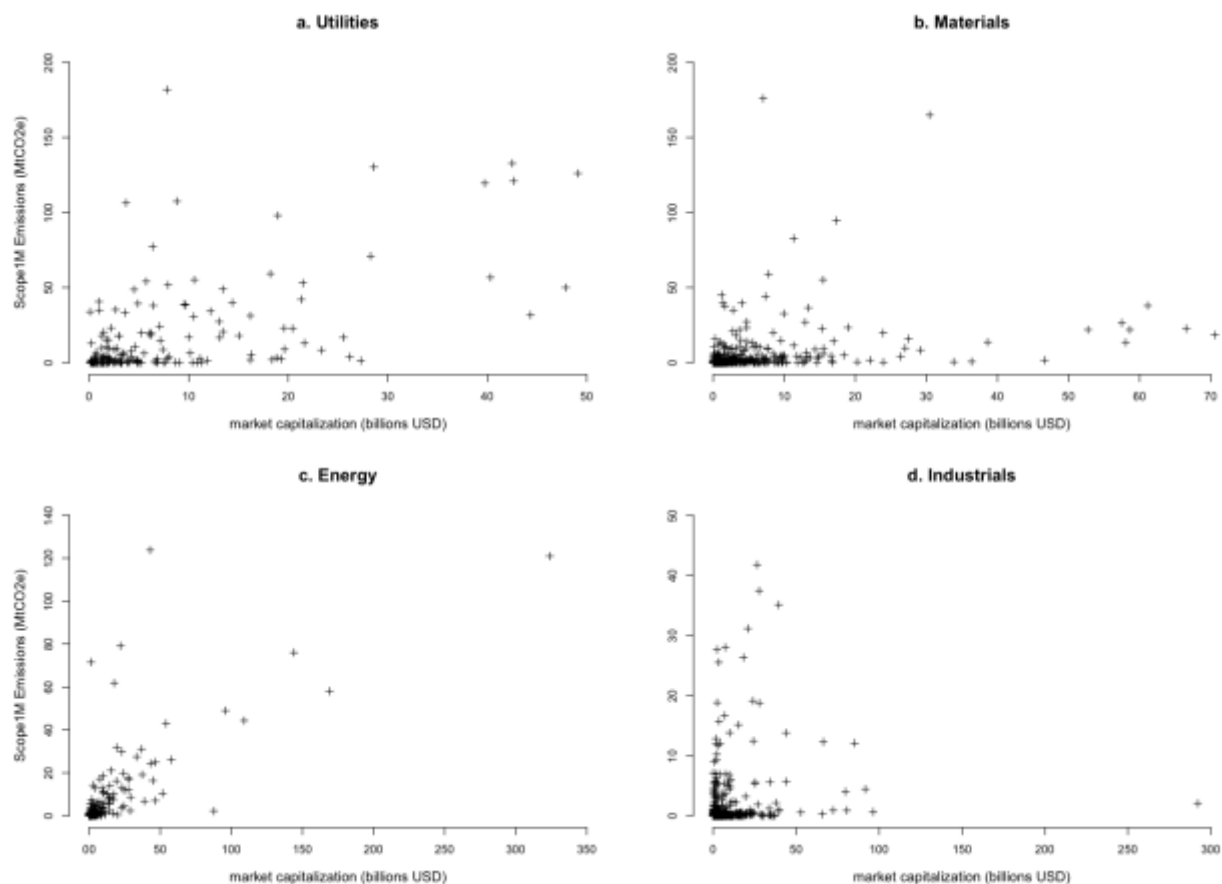 a. Utilities
Scope1M Emissions (MtCO2e)
200
150
100
50
0
0 10 20 30 40 50
market capitalization (billions USD)
b. Materials
200
150
100
50
0
0 10 20 30 40 50 60 70
market capitalization (billions USD)
c. Energy
Scope1M Emissions (MtCO2e)
140
120
100
80
60
40
20
0
00 50 100 150 200 250 300 350
market capitalization (billions USD)
d. Industrials
50
40
30
20
10
0
0 50 100 150 200 250 300
market capitalization (billions USD)